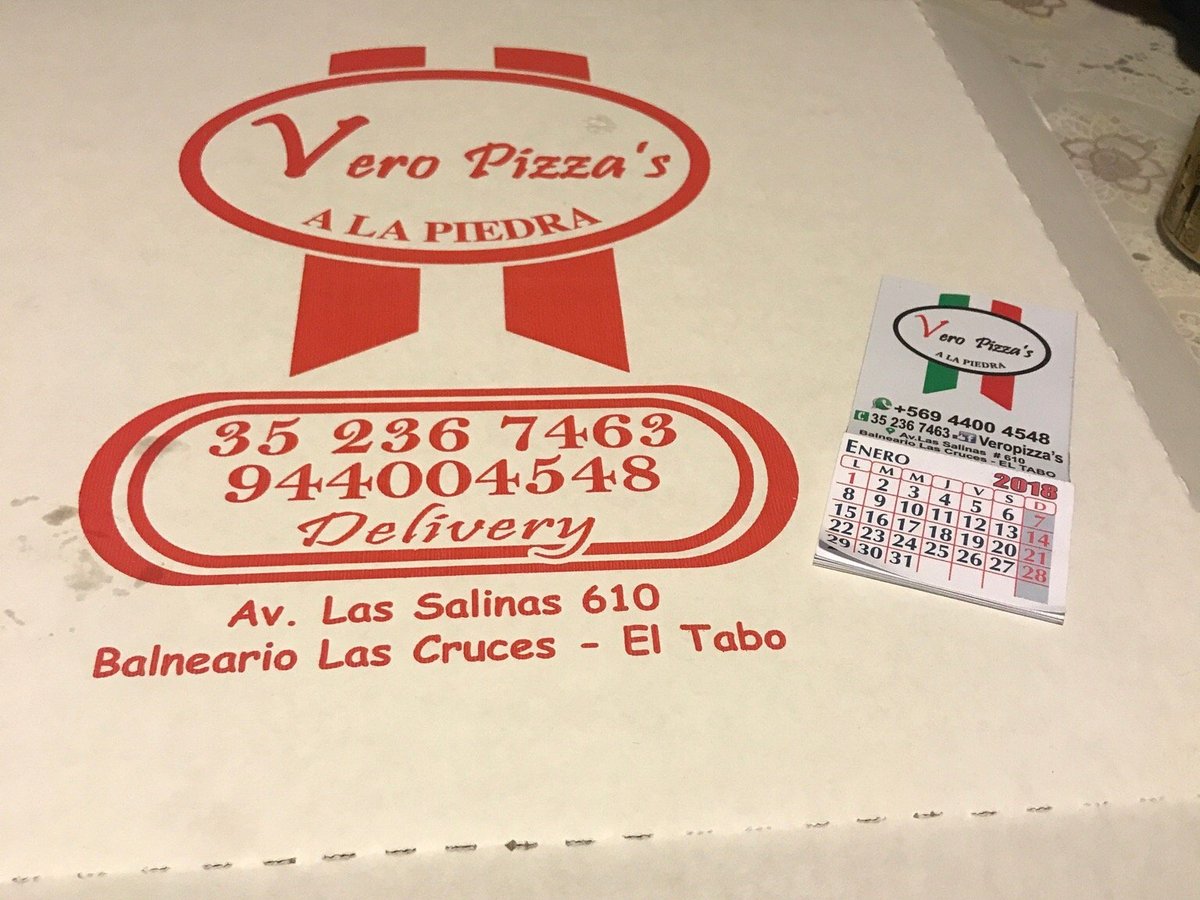 Vero Pizza's
A LA PIEDRA
35 236 7463
944004548
Delivery
Av. Las Salinas 610
Balneario Las Cruces - El Tabo
Vero Pizza's
A LA PIEDRA
+569 4400 4548
35 236 7463 Veropizza's
Av. Las Salinas # 610
Balneario Las Cruces - EL TABO
ENERO 2018
L M M J V S D
1 2 3 4 5 6 7
8 9 10 11 12 13 14
15 16 17 18 19 20 21
22 23 24 25 26 27 28
29 30 31